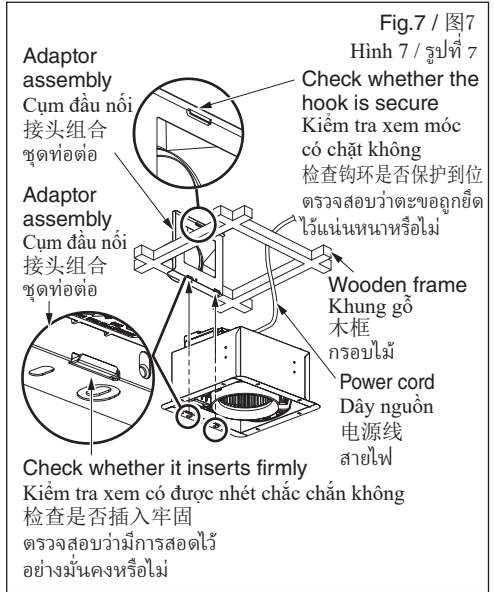 Fig.7 / 图7
Hình 7 / รูปที่ 7
Adaptor
assembly
Cụm đầu nối
接头组合
ชุดท่อต่อ
Check whether the
hook is secure
Kiểm tra xem móc
có chặt không
检查钩环是否保护到位
ตรวจสอบว่าตะขอถูกยึด
ไว้แน่นหนาหรือไม่
Adaptor
assembly
Cụm đầu nối
接头组合
ชุดท่อต่อ
Wooden frame
Khung gỗ
木框
กรอบไม้
Power cord
Dây nguồn
电源线
สายไฟ
Check whether it inserts firmly
Kiểm tra xem có được nhét chắc chắn không
检查是否插入牢固
ตรวจสอบว่ามีการสอดไว้
อย่างมั่นคงหรือไม่